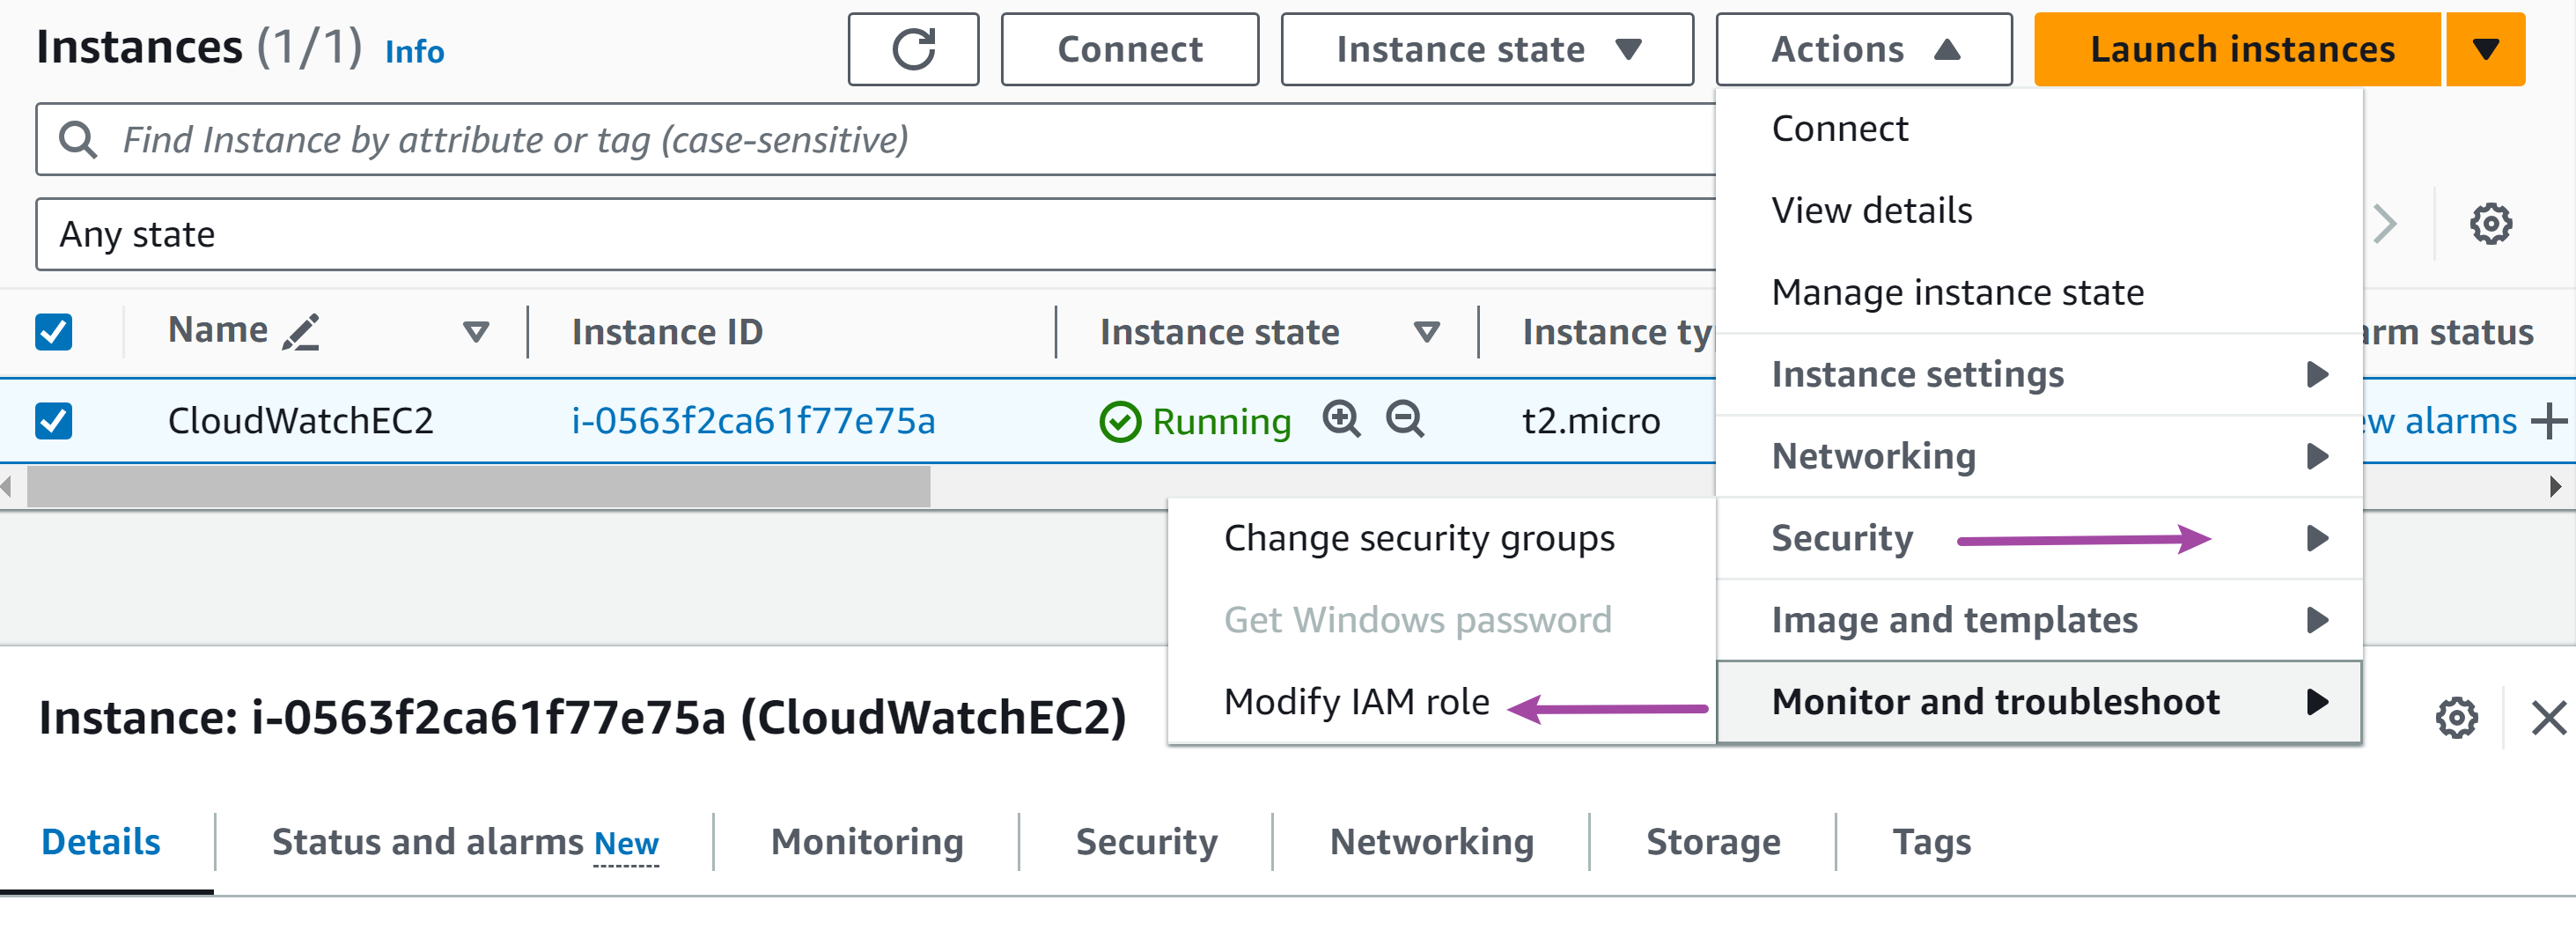 Instances (1/1) Info
Connect
Instance state
Actions
Launch instances
Find Instance by attribute or tag (case-sensitive)
Any state
Connect
View details
Manage instance state
Instance settings
Networking
Security
Image and templates
Monitor and troubleshoot
Change security groups
Get Windows password
Modify IAM role
Name
Instance ID
Instance state
Instance ty
arm status
CloudWatchEC2
i-0563f2ca61f77e75a
Running
t2.micro
ew alarms
Instance: i-0563f2ca61f77e75a (CloudWatchEC2)
Details
Status and alarms New
Monitoring
Security
Networking
Storage
Tags